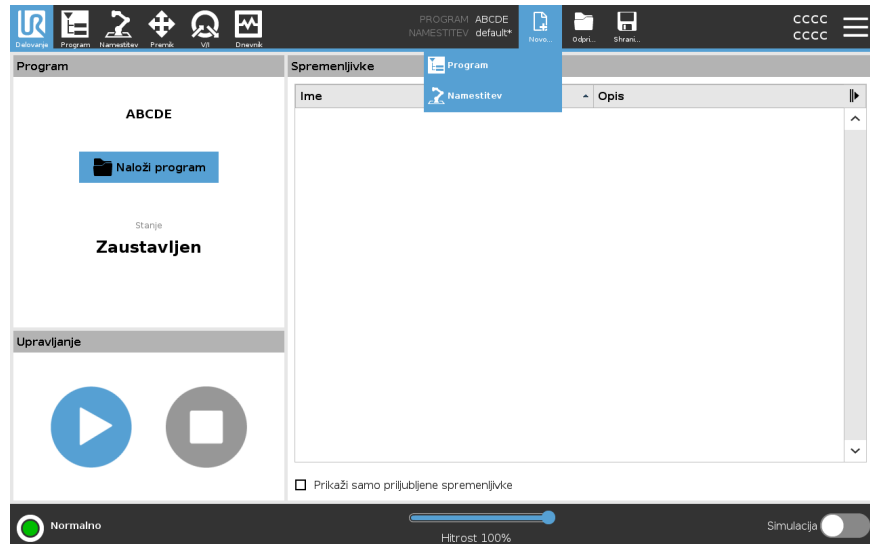 PROGRAM ABCDE
NAMESTITEV default*
cccc
cccc
Delovanje Program Namestitev Premik V/I Dnevnik Novo... Odpri... Shrani...
Program
Spremenljivke
Program
Namestitev
Ime Opis
ABCDE
Naloži program
Stanje
Zaustavljen
Upravljanje
Prikaži samo priljubljene spremenljivke
Normalno
Hitrost 100%
Simulacija